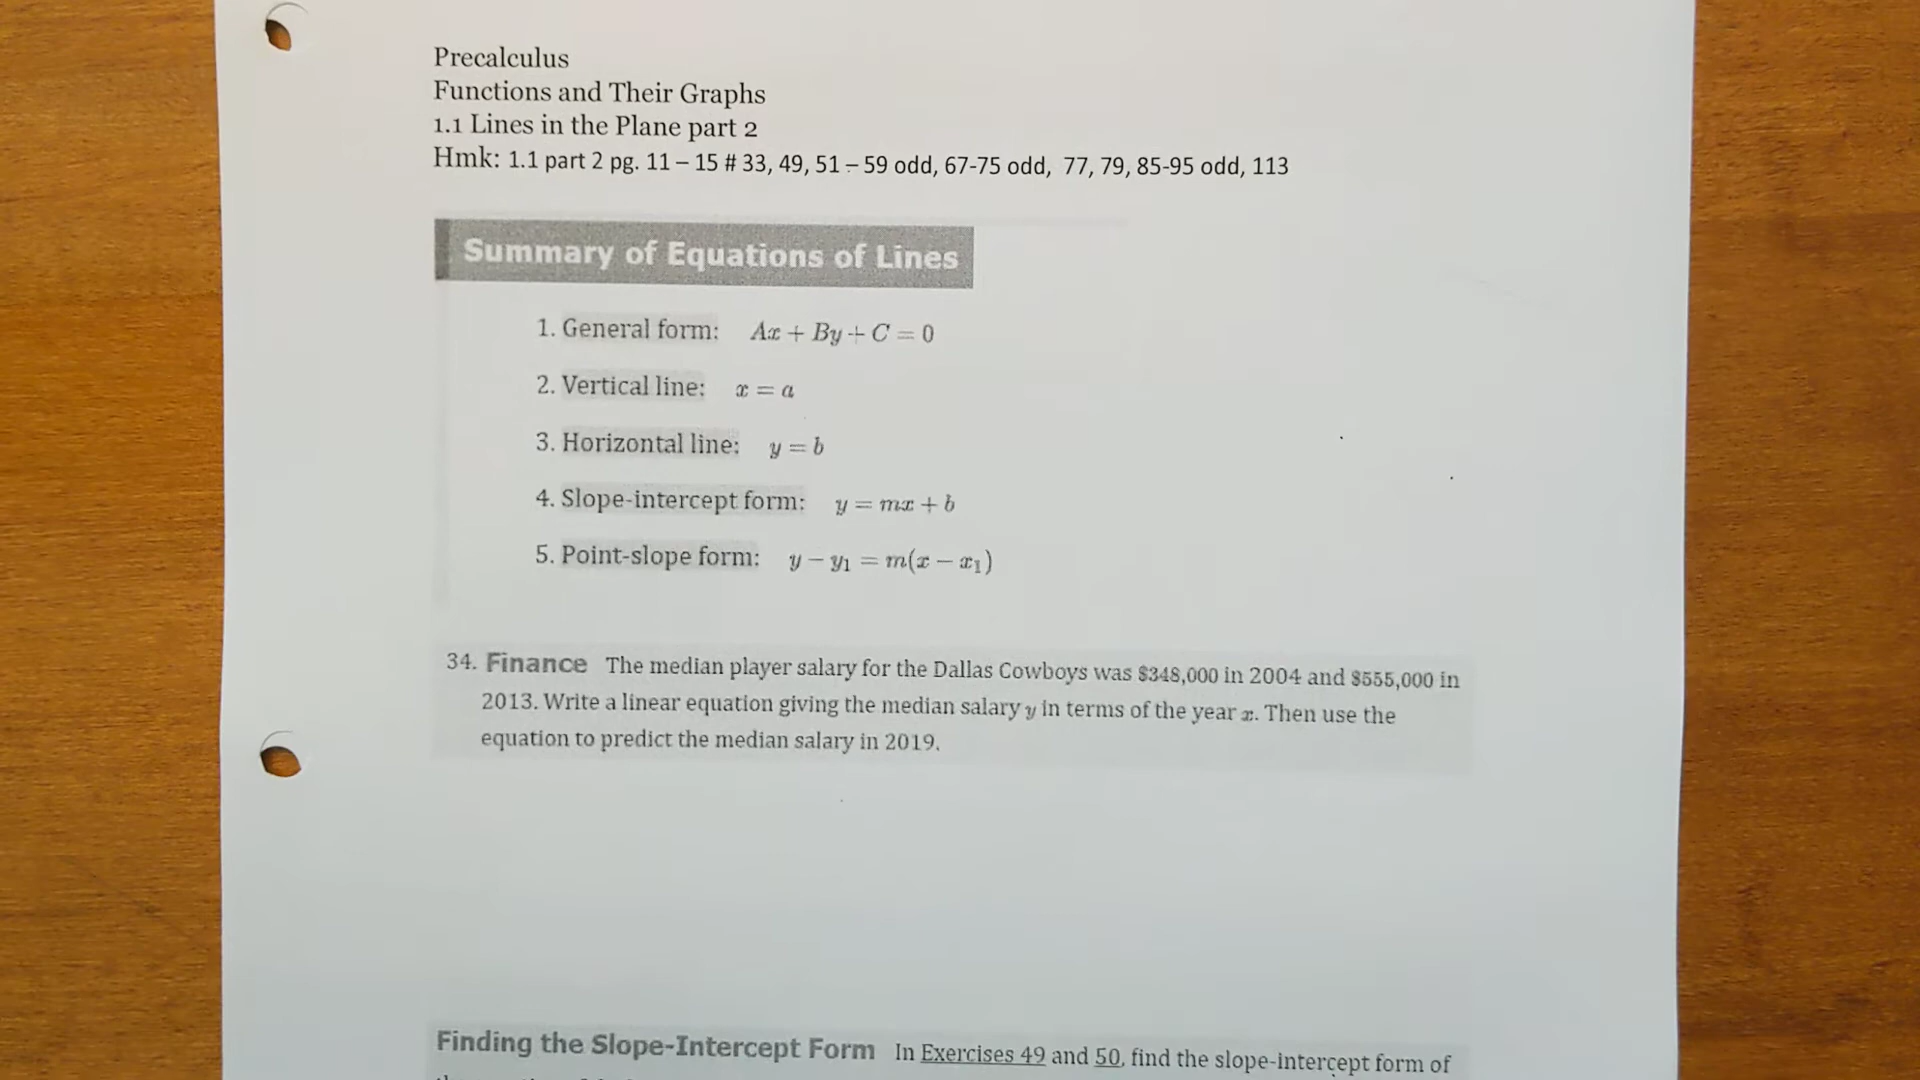 Precalculus
Functions and Their Graphs
1.1 Lines in the Plane part 2
Hmk: 1.1 part 2 pg. 11 – 15 # 33, 49, 51 – 59 odd, 67-75 odd, 77, 79, 85-95 odd, 113
Summary of Equations of Lines
1. General form: Ax + By + C = 0
2. Vertical line: x = a
3. Horizontal line: y = b
4. Slope-intercept form: y = mx + b
5. Point-slope form: y − y₁ = m(x − x₁)
34. Finance The median player salary for the Dallas Cowboys was $348,000 in 2004 and $555,000 in
2013. Write a linear equation giving the median salary y in terms of the year x. Then use the
equation to predict the median salary in 2019.
Finding the Slope-Intercept Form In Exercises 49 and 50, find the slope-intercept form of